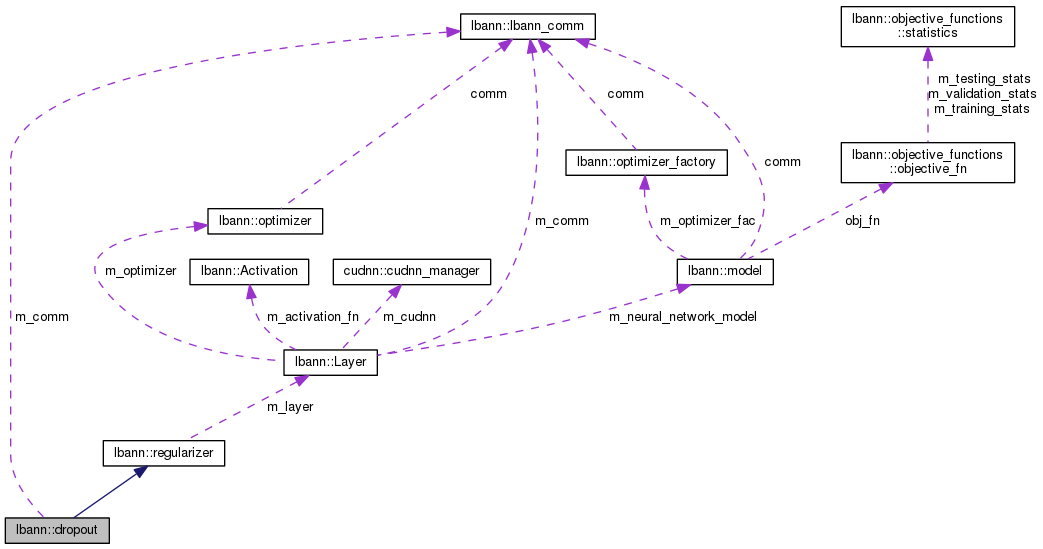 lbann::lbann_comm
lbann::objective_functions
::statistics
m_testing_stats
m_validation_stats
m_training_stats
comm
comm
lbann::optimizer_factory
lbann::objective_functions
::objective_fn
comm
lbann::optimizer
m_comm
m_optimizer_fac
obj_fn
m_optimizer
lbann::Activation
cudnn::cudnn_manager
lbann::model
m_comm
m_activation_fn
m_cudnn
m_neural_network_model
lbann::Layer
m_layer
lbann::regularizer
lbann::dropout